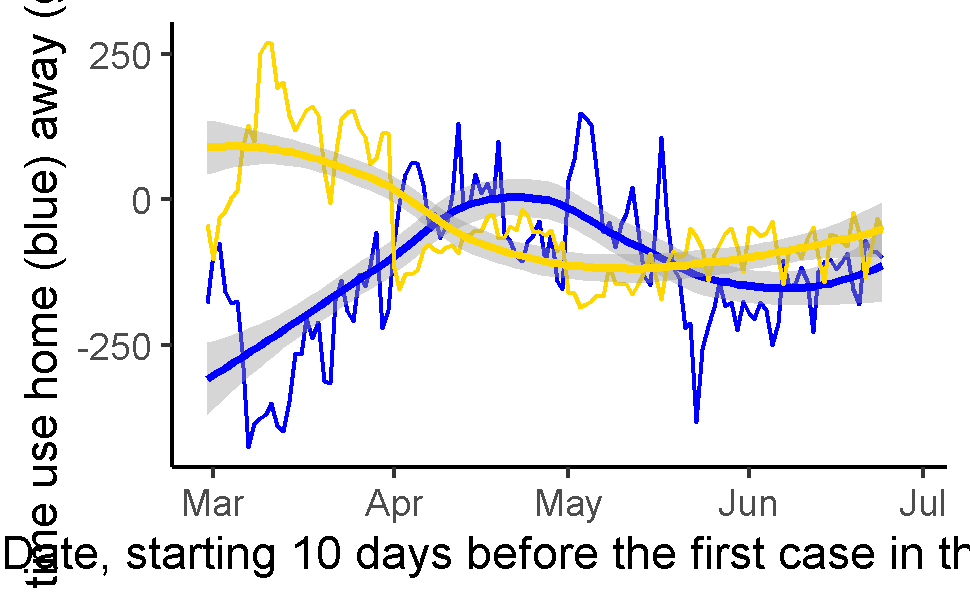 time use home (blue) away (
250
0
-250
Mar Apr May Jun Jul
Date, starting 10 days before the first case in th